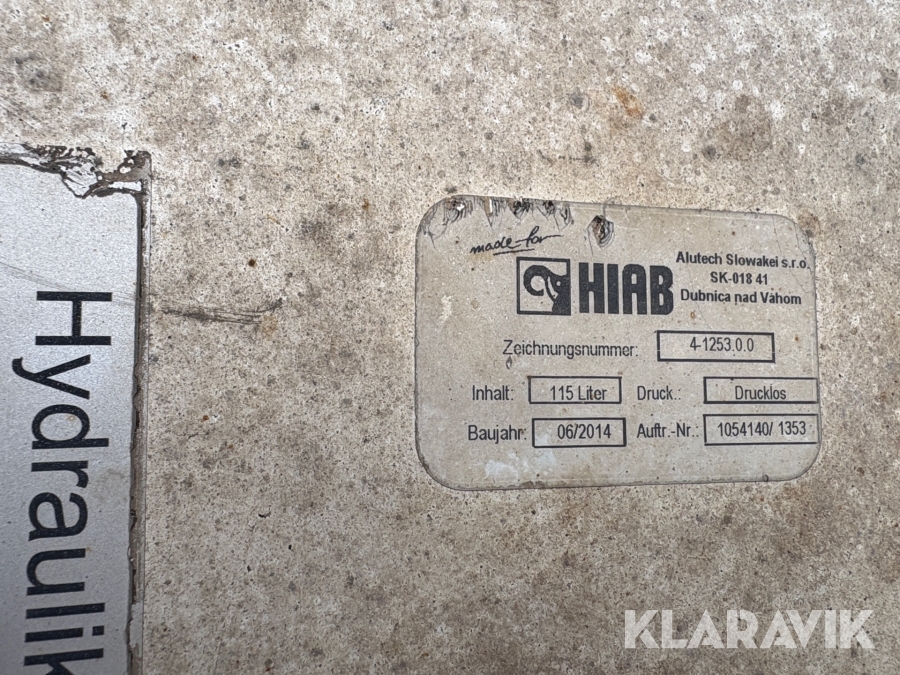 Hydraulik
made for
HIAB
Alutech Slowakei s.r.o.
SK-018 41
Dubnica nad Váhom
Zeichnungsnummer: 4-1253.0.0
Inhalt: 115 Liter Druck.: Drucklos
Baujahr: 06/2014 Auftr.-Nr.: 1054140/ 1353
KLARAVIK